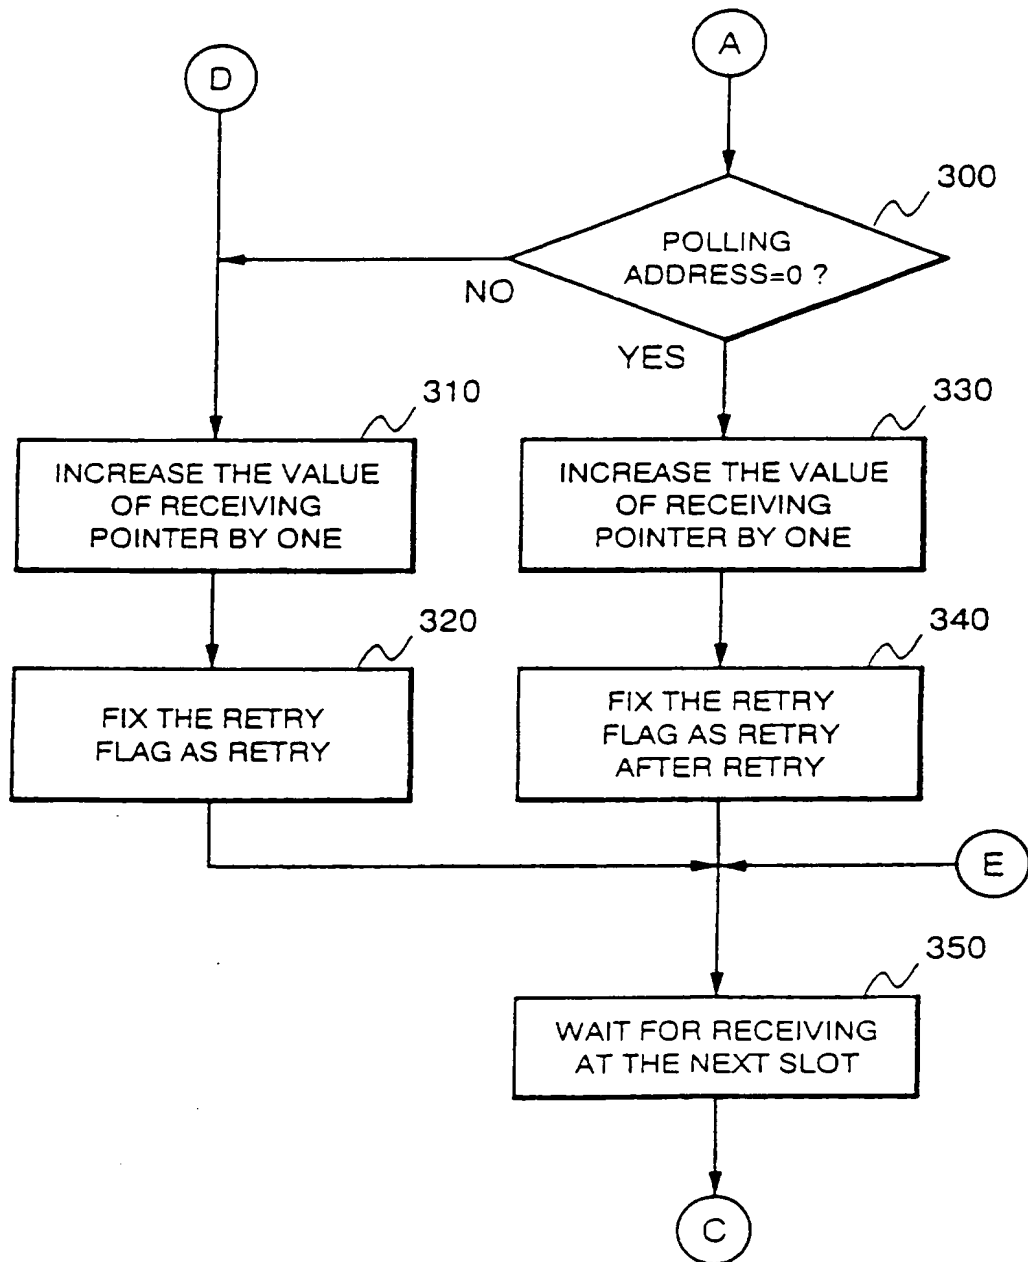 A
D
300
POLLING
ADDRESS=0 ?
NO
YES
310
330
INCREASE THE VALUE
OF RECEIVING
POINTER BY ONE
INCREASE THE VALUE
OF RECEIVING
POINTER BY ONE
320
340
FIX THE RETRY
FLAG AS RETRY
FIX THE RETRY
FLAG AS RETRY
AFTER RETRY
E
350
WAIT FOR RECEIVING
AT THE NEXT SLOT
C